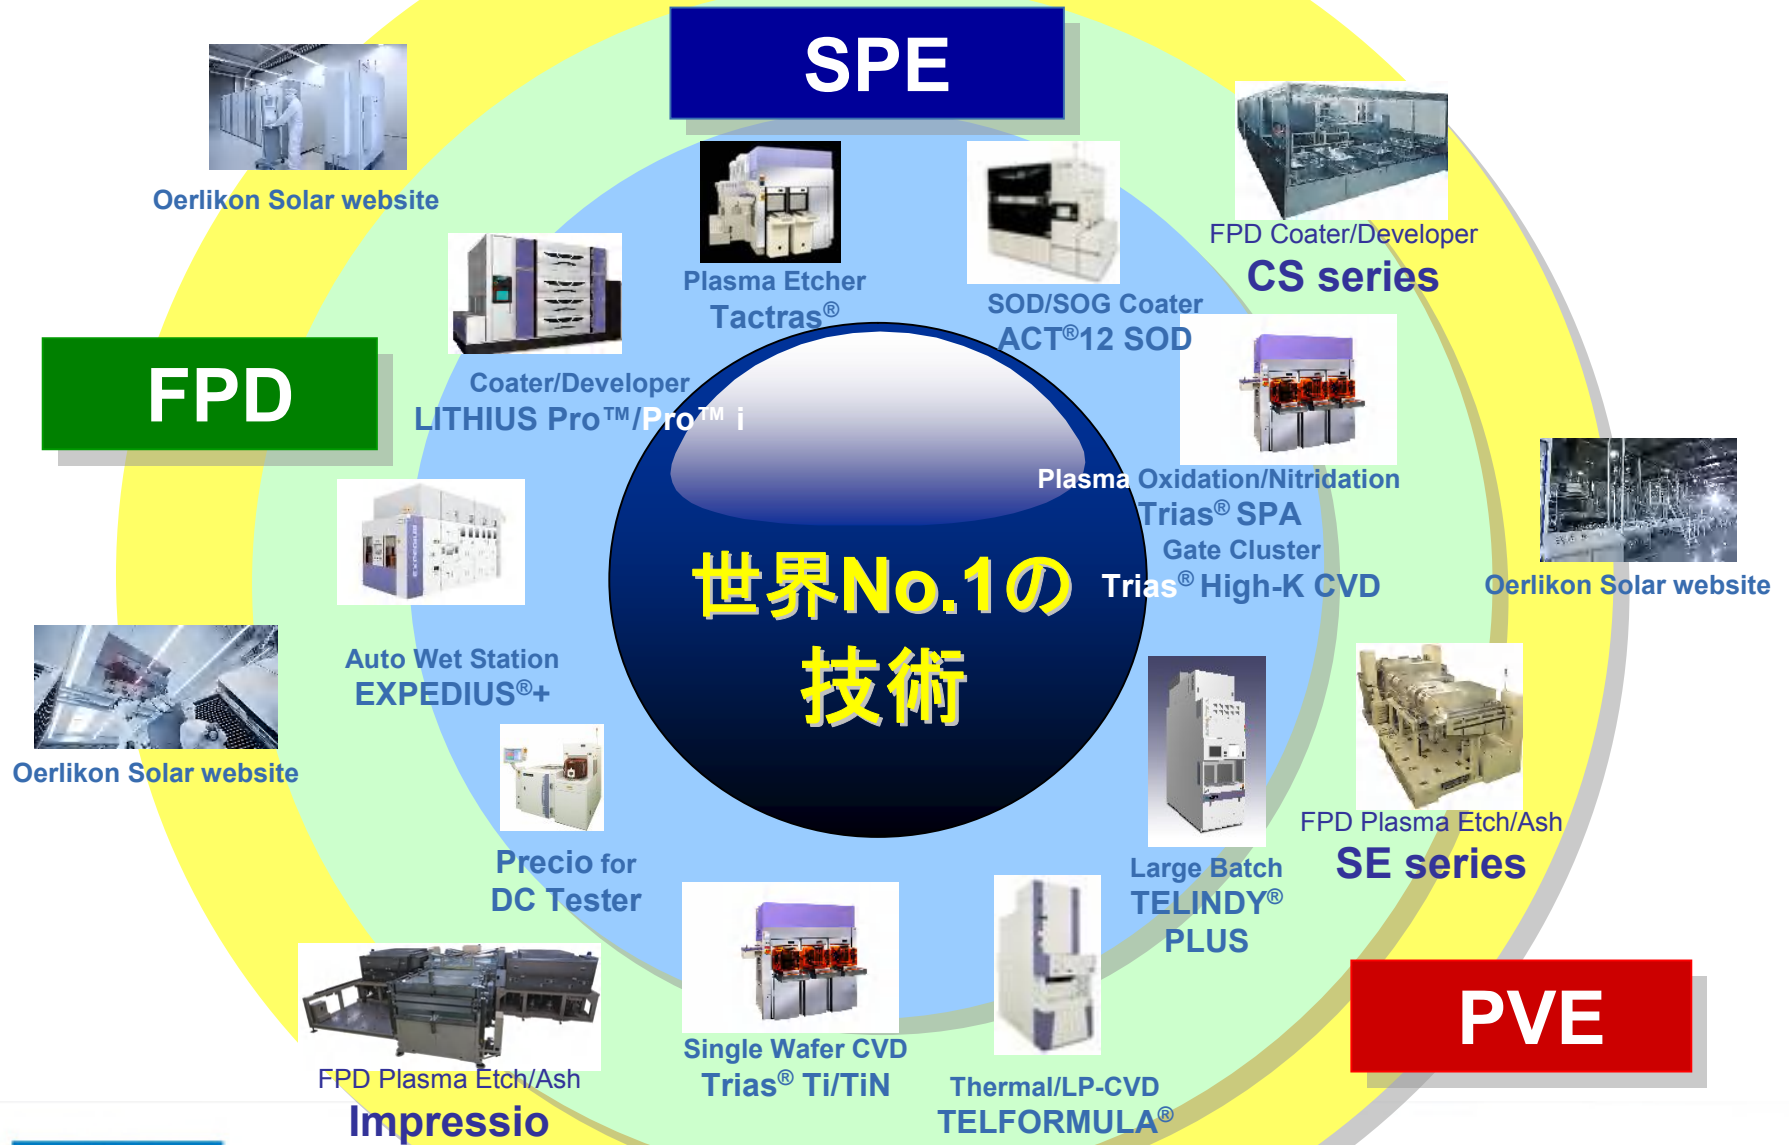 SPE
Oerlikon Solar website
Plasma Etcher
Tactras®
SOD/SOG Coater
ACT®12 SOD
FPD Coater/Developer
CS series
FPD
Coater/Developer
LITHIUS Pro™/Pro™ i
Plasma Oxidation/Nitridation
Trias® SPA
Gate Cluster
Trias® High-K CVD
Oerlikon Solar website
世界No.1の
技術
EXPEDIUS
Auto Wet Station
EXPEDIUS®+
Oerlikon Solar website
Precio for
DC Tester
Large Batch
TELINDY®
PLUS
FPD Plasma Etch/Ash
SE series
PVE
Single Wafer CVD
Trias® Ti/TiN
Thermal/LP-CVD
TELFORMULA®
FPD Plasma Etch/Ash
Impressio